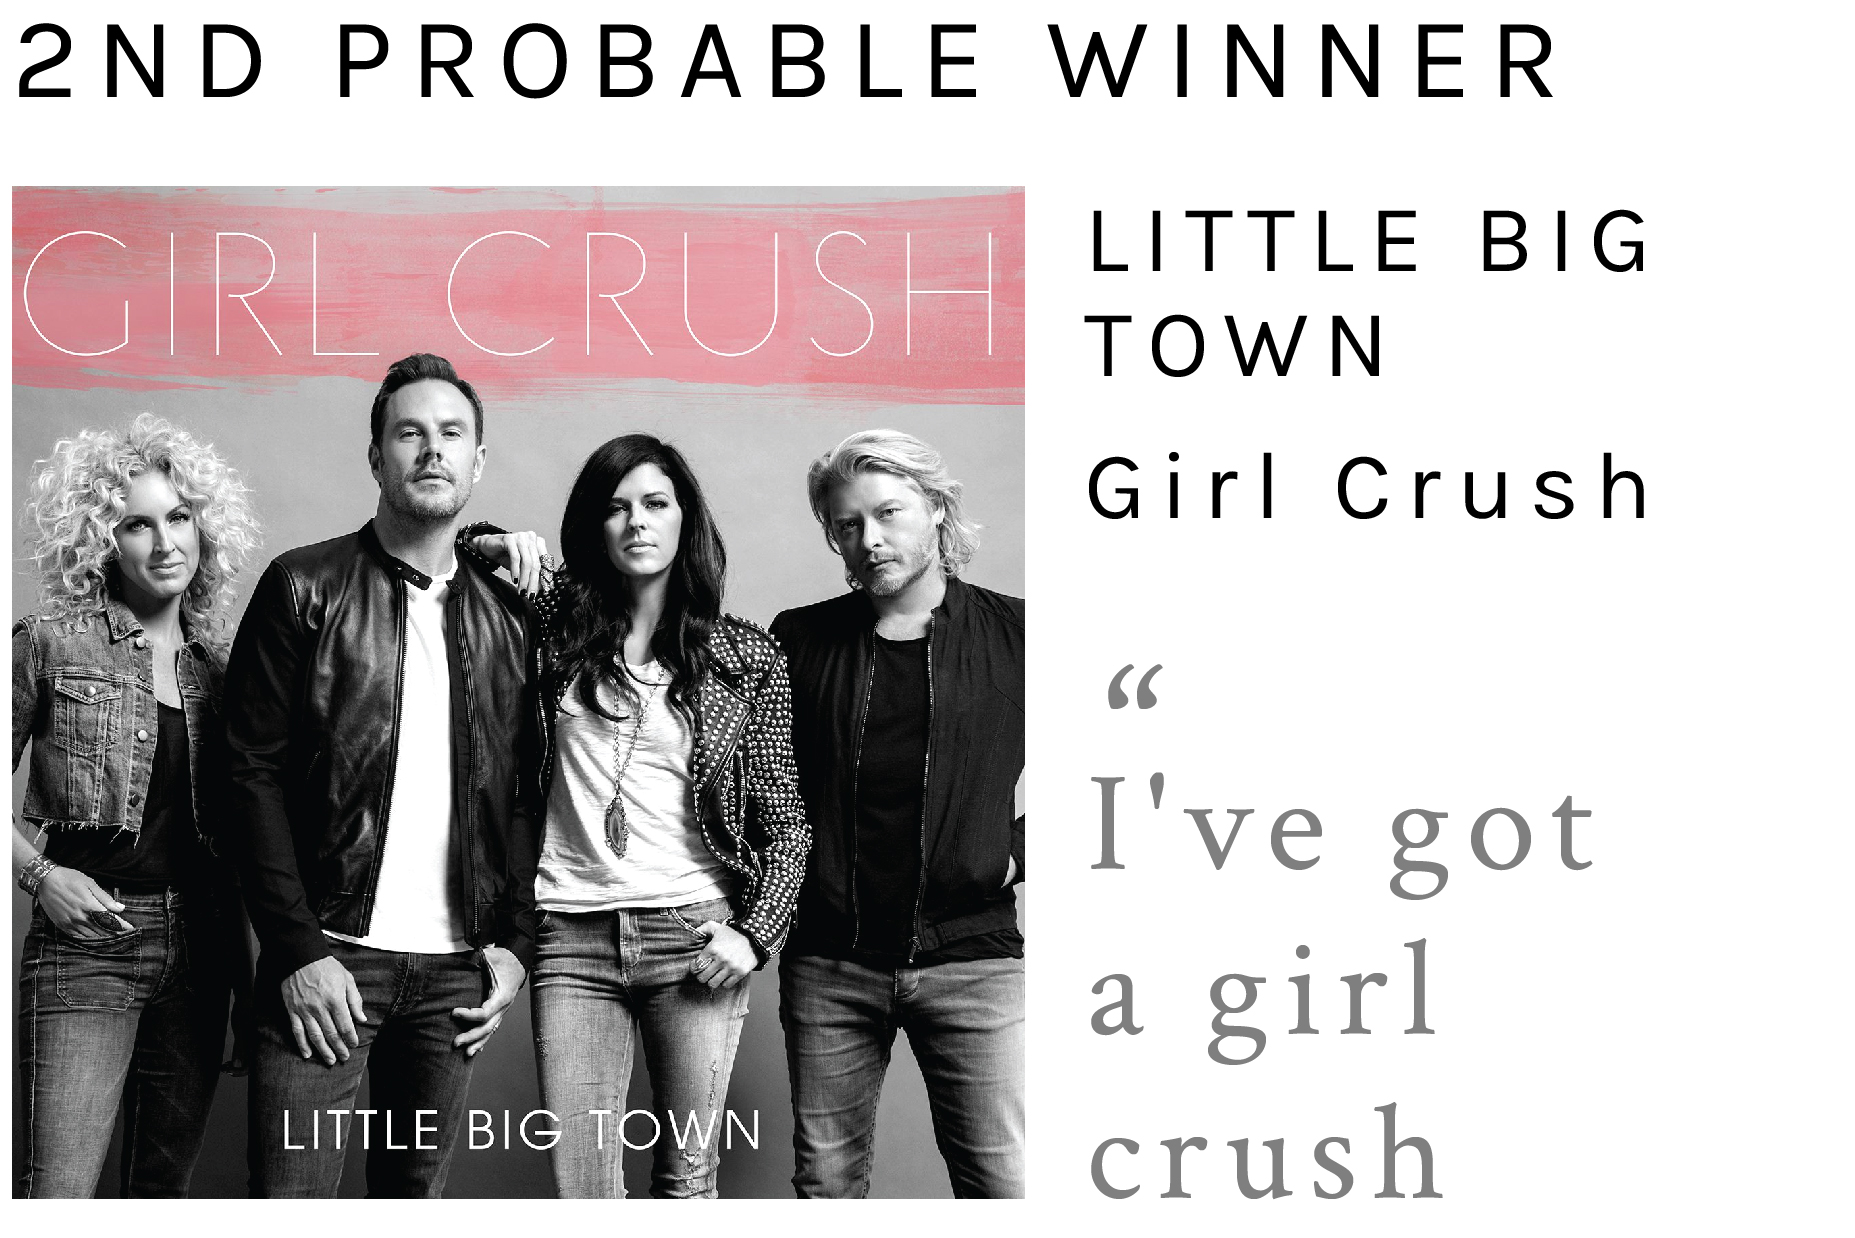 2ND PROBABLE WINNER
GIRL CRUSH
LITTLE BIG TOWN
LITTLE BIG
TOWN
Girl Crush
“
I've got
a girl
crush